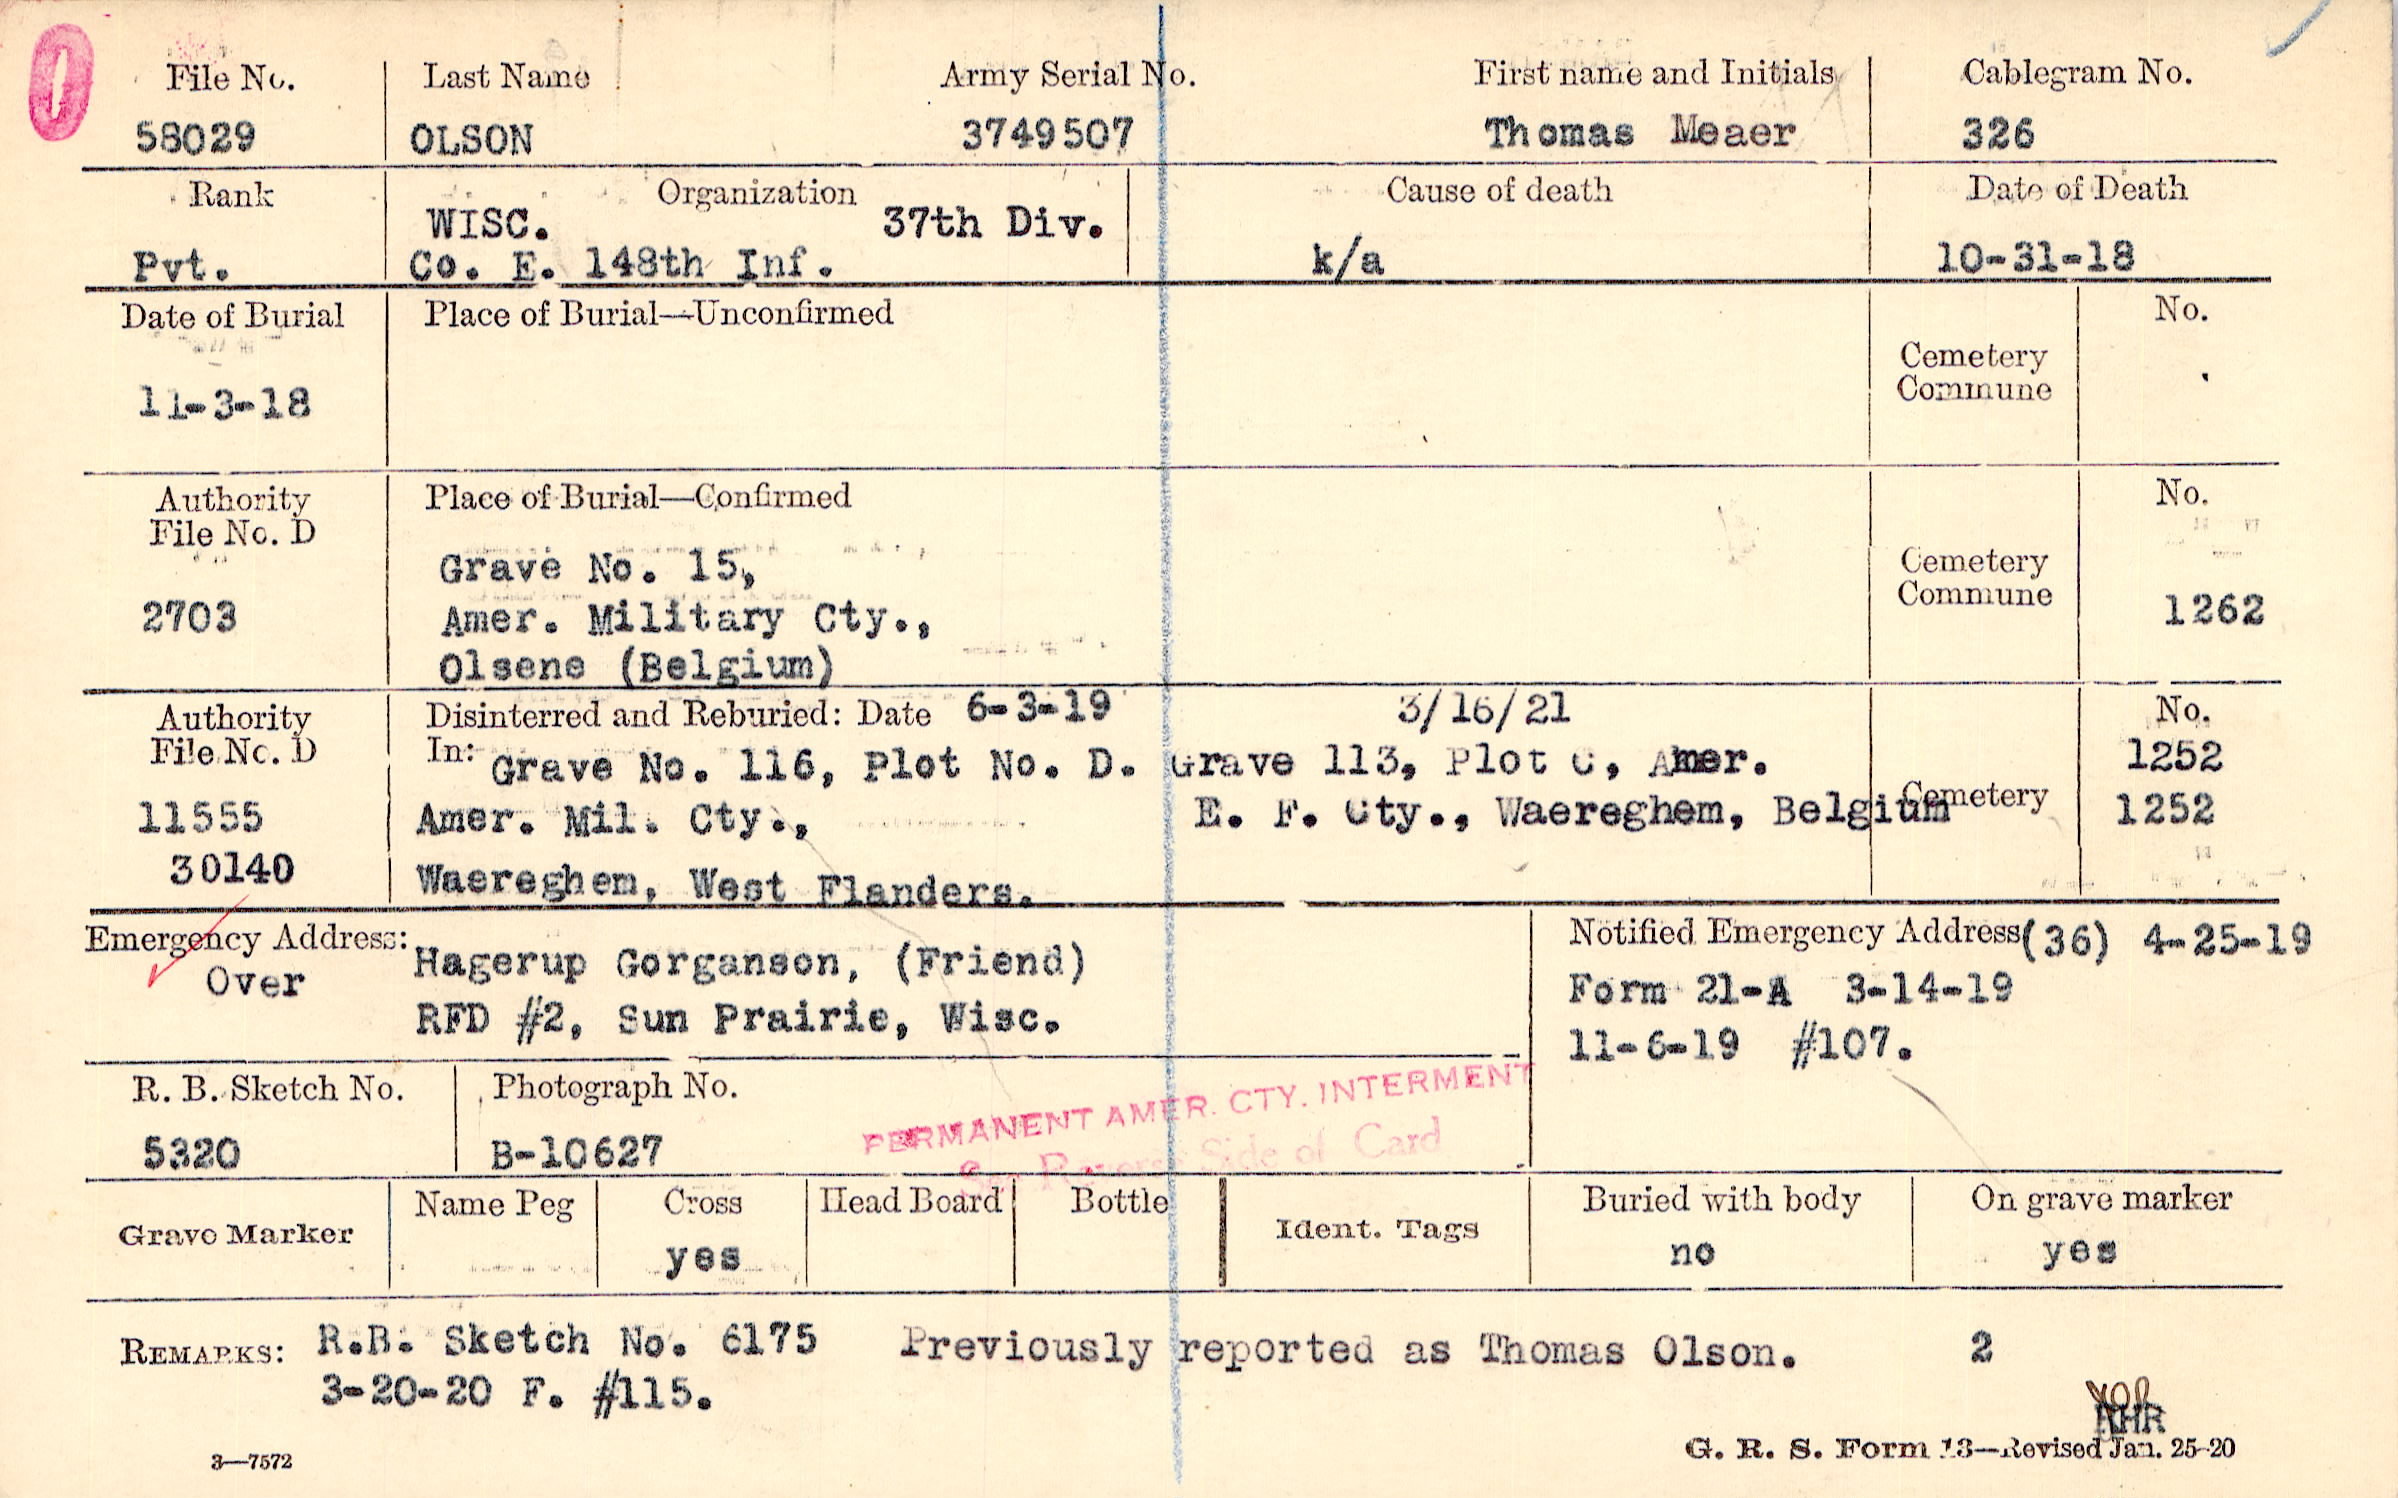 File No. Last Name Army Serial No. First name and Initials Cablegram No.
58029 OLSON 3749507 Thomas Meaer 326
Rank Organization Cause of death Date of Death
WISC. 37th Div.
Pvt. Co. E. 148th Inf. k/a 10-31-18
Date of Burial Place of Burial—Unconfirmed No.
Cemetery
Commune
11-3-18
Authority Place of Burial—Confirmed No.
File No. D
Grave No. 15, Cemetery
Commune
2703 Amer. Military Cty., 1262
Olsene (Belgium)
Authority Disinterred and Reburied: Date 6-3-19 3/16/21 No.
File No. D In: Grave No. 116, Plot No. D. Grave 113, Plot C, Amer. 1252
11555 Amer. Mil. Cty., E. F. Cty., Waereghem, Belgium Cemetery 1252
30140 Waereghem, West Flanders.
Emergency Address: Hagerup Gorganson, (Friend) Notified Emergency Address (36) 4-25-19
Over RFD #2, Sun Prairie, Wisc. Form 21-A 3-14-19
11-6-19 #107.
R. B. Sketch No. Photograph No.
PERMANENT AMER. CTY. INTERMENT
5320 B-10627 See Reverse Side of Card
Grave Marker Name Peg Cross Head Board Bottle Ident. Tags Buried with body On grave marker
yes no yes
REMARKS: R.B. Sketch No. 6175 Previously reported as Thomas Olson. 2
3-20-20 F. #115.
3—7572 G. R. S. Form 13—Revised Jan. 25-20